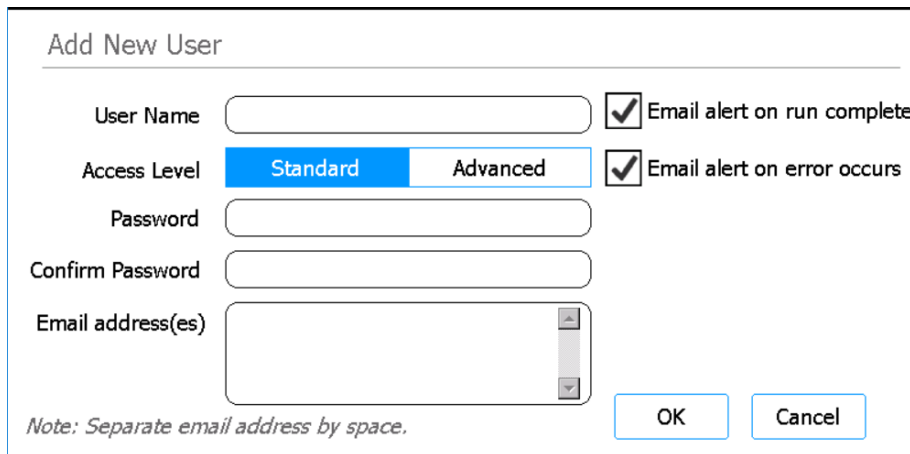 Add New User
User Name
Email alert on run complete
Access Level
Standard
Advanced
Email alert on error occurs
Password
Confirm Password
Email address(es)
Note: Separate email address by space.
OK
Cancel